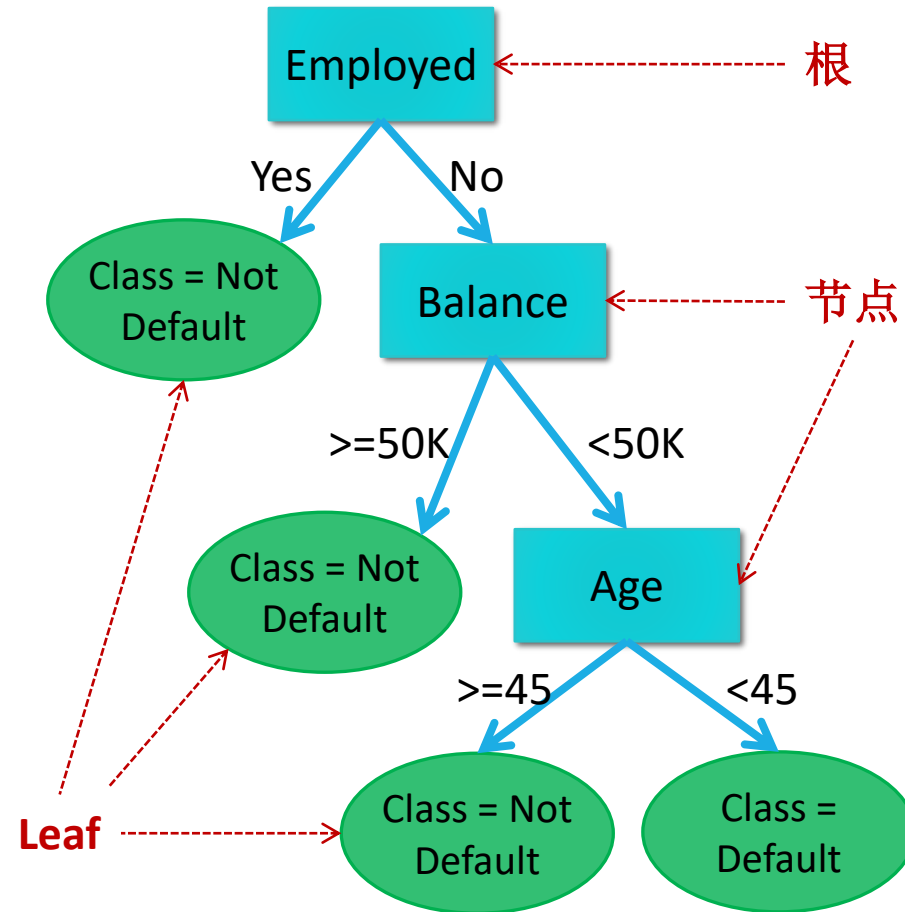 Employed
根
Yes
No
Class = Not
Default
Balance
节点
>=50K
<50K
Class = Not
Default
Age
>=45
<45
Leaf
Class = Not
Default
Class =
Default